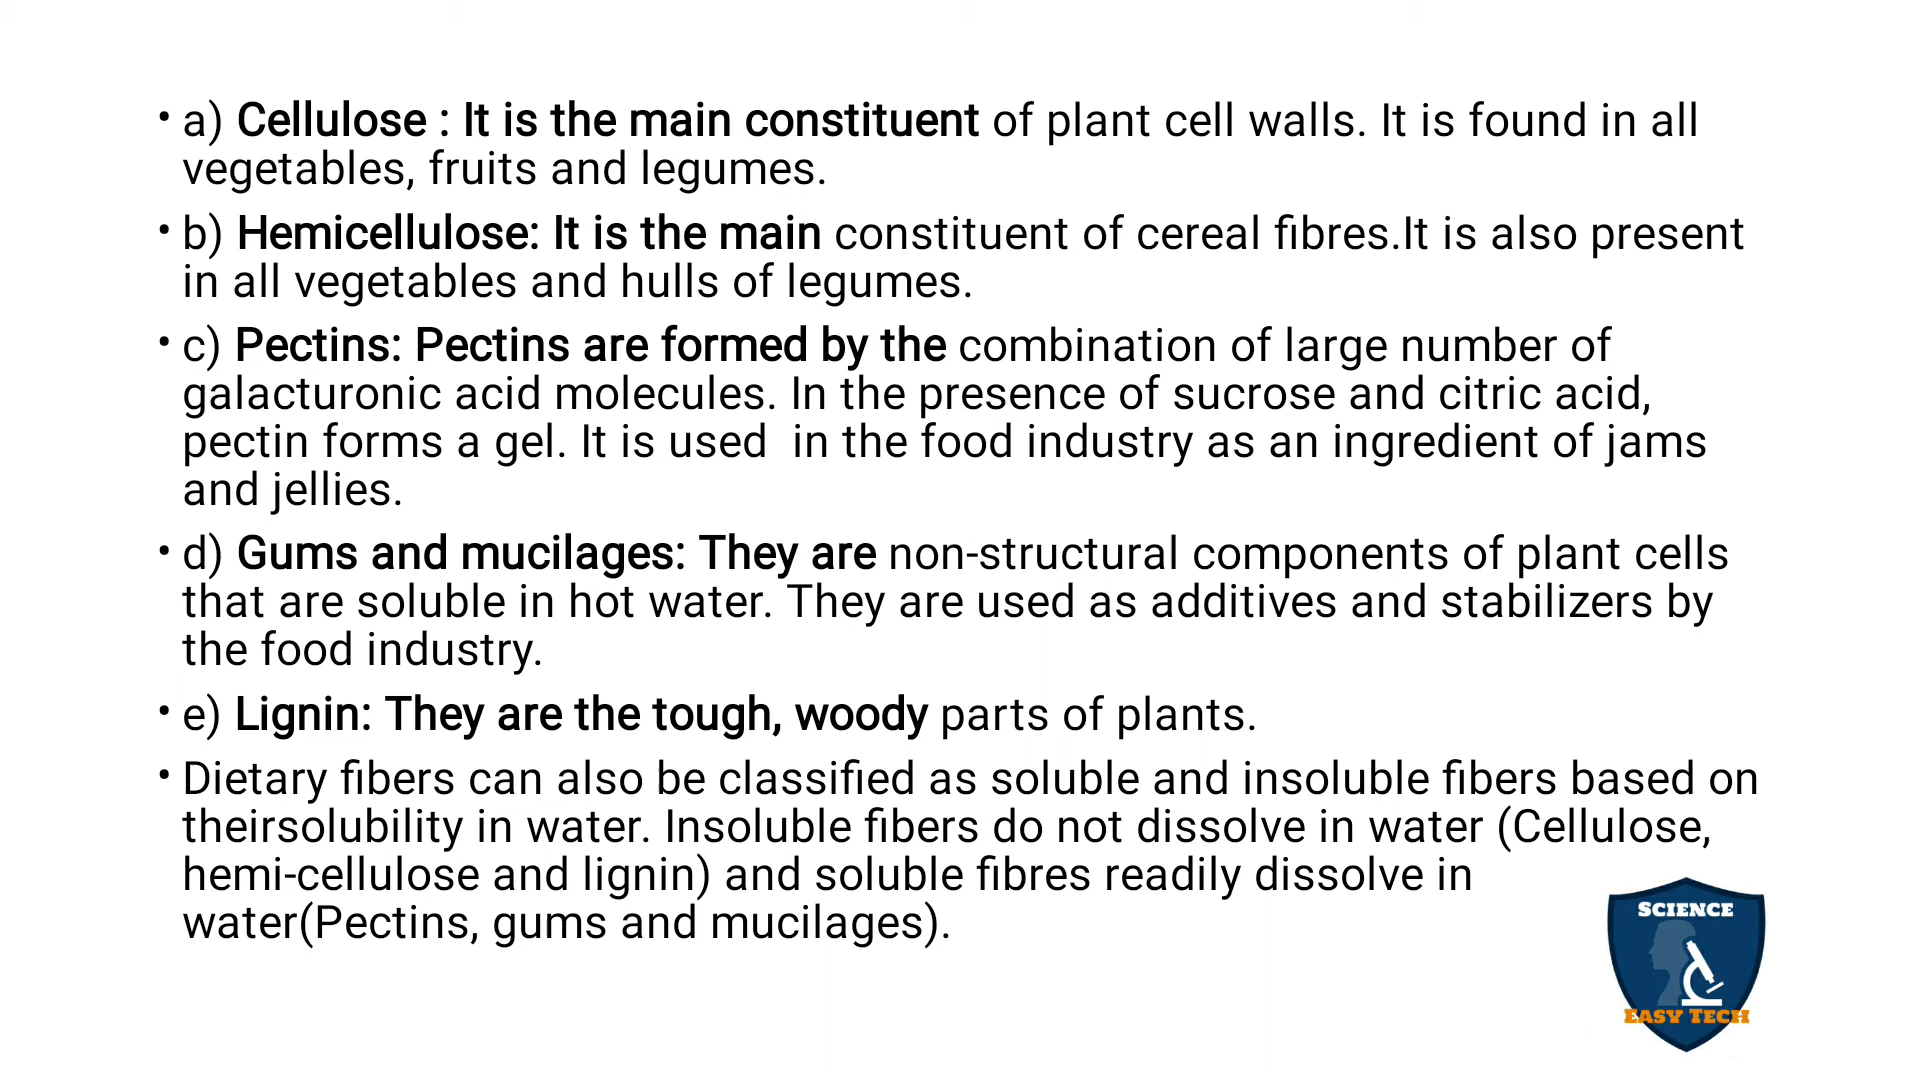 • a) Cellulose : It is the main constituent of plant cell walls. It is found in all
vegetables, fruits and legumes.
• b) Hemicellulose: It is the main constituent of cereal fibres.It is also present
in all vegetables and hulls of legumes.
• c) Pectins: Pectins are formed by the combination of large number of
galacturonic acid molecules. In the presence of sucrose and citric acid,
pectin forms a gel. It is used  in the food industry as an ingredient of jams
and jellies.
• d) Gums and mucilages: They are non-structural components of plant cells
that are soluble in hot water. They are used as additives and stabilizers by
the food industry.
• e) Lignin: They are the tough, woody parts of plants.
• Dietary fibers can also be classified as soluble and insoluble fibers based on
theirsolubility in water. Insoluble fibers do not dissolve in water (Cellulose,
hemi-cellulose and lignin) and soluble fibres readily dissolve in
water(Pectins, gums and mucilages).
SCIENCE
EASY TECH